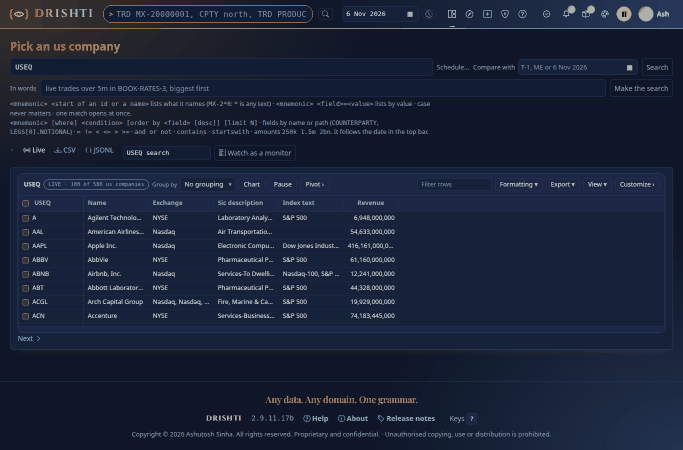 DRISHTI
> TRD MX-20000001, CPTY north, TRD PRODUC
6 Nov 2026
Ash
Pick an us company
USEQ
Schedule... Compare with T-1, ME or 6 Nov 2026 Search
In words live trades over 5m in BOOK-RATES-3, biggest first Make the search
<mnemonic> <start of an id or a name> lists what it names (MX-2*0: * is any text) · <mnemonic> <field>=<value> lists by value · case
never matters · one match opens at once.
<mnemonic> [where] <condition> [order by <field> [desc]] [limit N] · fields by name or path (COUNTERPARTY,
LEGS[0].NOTIONAL) · = != < <= > >= · and or not · contains · startswith · amounts 250k 1.5m 2bn. It follows the date in the top bar
Live CSV JSONL USEQ search Watch as a monitor
USEQ LIVE · 100 of 586 us companies Group by No grouping Chart Pause Pivot › Filter rows Formatting Export View Customize ›
USEQ Name Exchange Sic description Index text Revenue
A Agilent Technolo... NYSE Laboratory Analy... S&P 500 6,948,000,000
AAL American Airlines... Nasdaq Air Transportatio... 54,633,000,000
AAPL Apple Inc. Nasdaq Electronic Compu... Dow Jones Indust... 416,161,000,0...
ABBV AbbVie NYSE Pharmaceutical P... S&P 500 61,160,000,000
ABNB Airbnb, Inc. Nasdaq Services-To Dwelli... Nasdaq-100, S&P ... 12,241,000,000
ABT Abbott Laborator... NYSE Pharmaceutical P... S&P 500 44,328,000,000
ACGL Arch Capital Group Nasdaq, Nasdaq, ... Fire, Marine & Ca... S&P 500 19,929,000,000
ACN Accenture NYSE Services-Business... S&P 500 74,183,445,000
Next
Any data. Any domain. One grammar.
DRISHTI 2.9.11.17b Help About Release notes Keys ?
Copyright © 2026 Ashutosh Sinha. All rights reserved. Proprietary and confidential. · Unauthorised copying, use or distribution is prohibited.